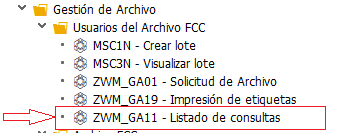 Gestión de Archivo
Usuarios del Archivo FCC
MSC1N - Crear lote
MSC3N - Visualizar lote
ZWM_GA01 - Solicitud de Archivo
ZWM_GA19 - Impresión de etiquetas
ZWM_GA11 - Listado de consultas